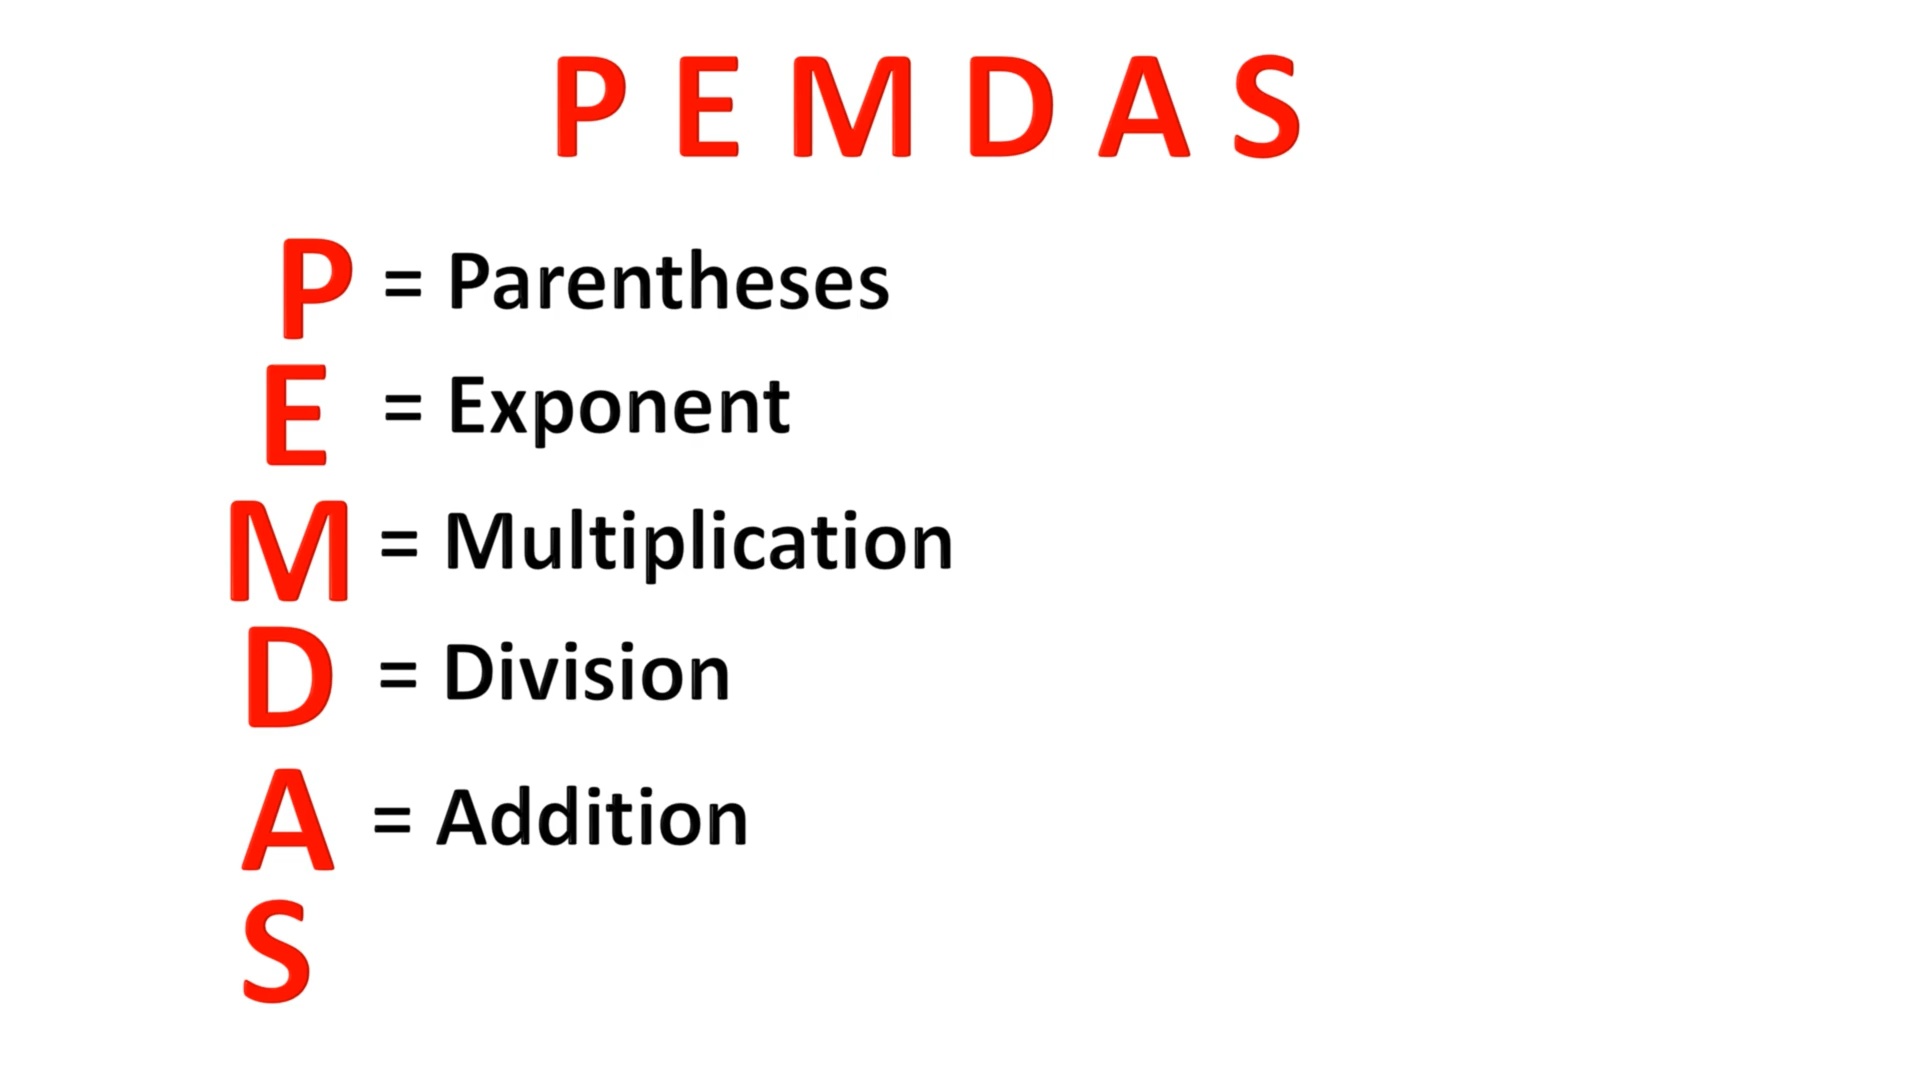 P E M D A S
P = Parentheses
E = Exponent
M = Multiplication
D = Division
A = Addition
S